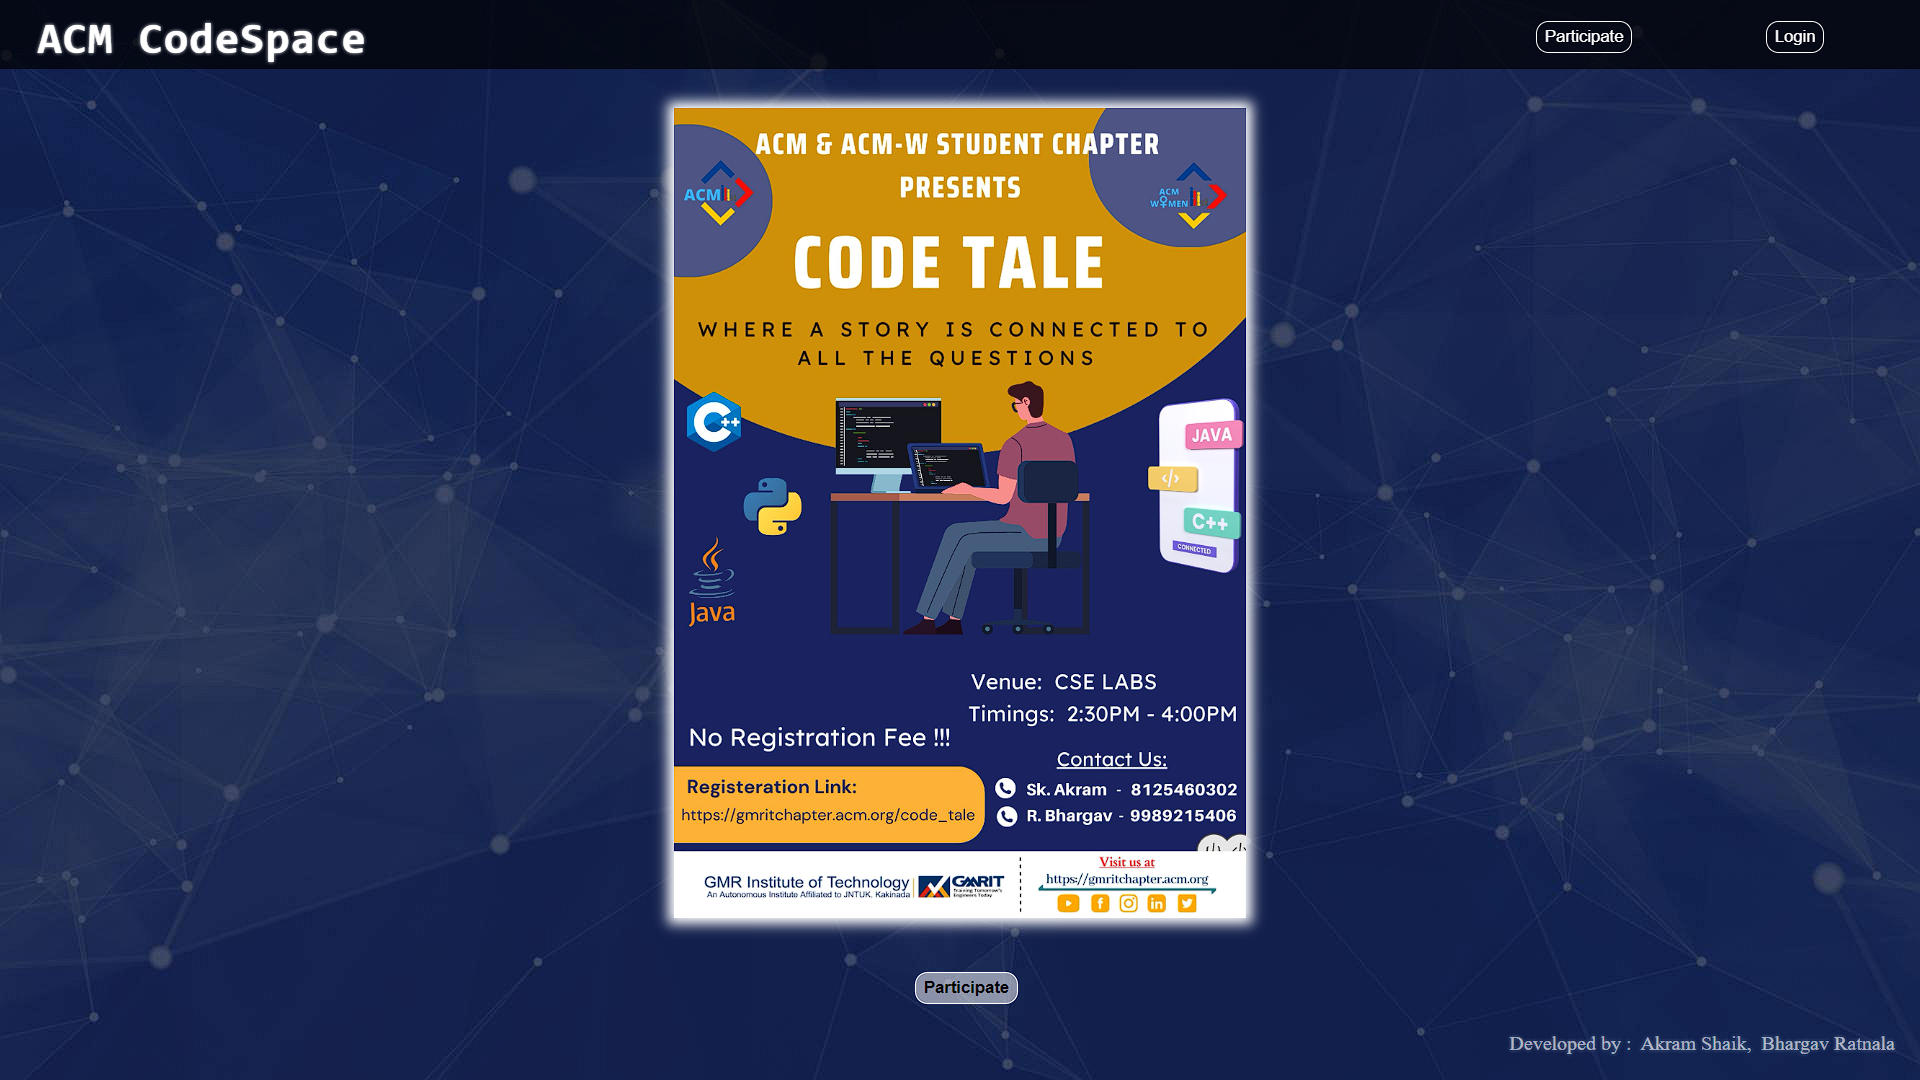 ACM CodeSpace
Participate
Login
ACM & ACM-W STUDENT CHAPTER
PRESENTS
ACM
ACM
WOMEN
CODE TALE
WHERE A STORY IS CONNECTED TO
ALL THE QUESTIONS
C++
JAVA
</>
C++
CONNECTED
Java
Venue: CSE LABS
Timings: 2:30PM - 4:00PM
No Registration Fee !!!
Contact Us:
Registeration Link:
https://gmritchapter.acm.org/code_tale
Sk. Akram - 8125460302
R. Bhargav - 9989215406
GMR Institute of Technology
An Autonomous Institute Affiliated to JNTUK, Kakinada
GMRIT
Training Tomorrow's
Engineers Today
Visit us at
https://gmritchapter.acm.org
Participate
Developed by : Akram Shaik, Bhargav Ratnala